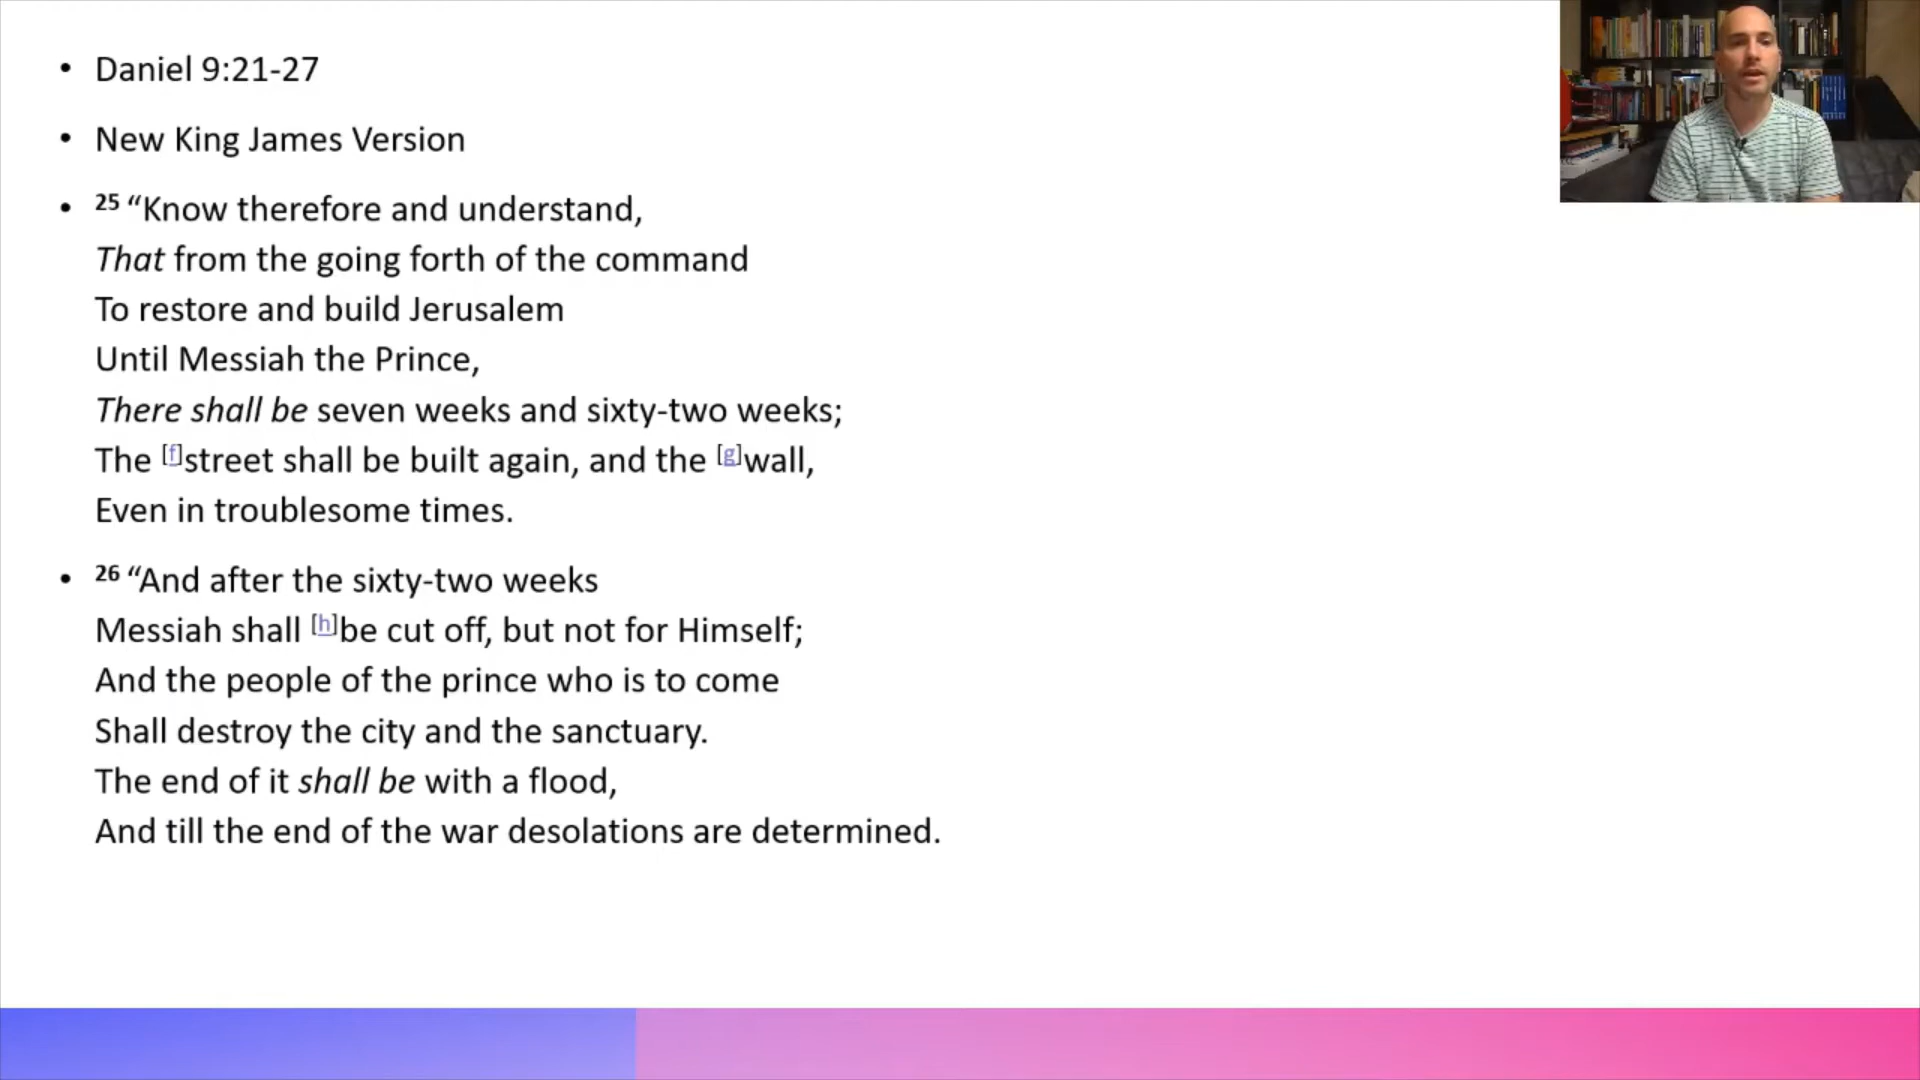 • Daniel 9:21-27
• New King James Version
• 25 “Know therefore and understand,
That from the going forth of the command
To restore and build Jerusalem
Until Messiah the Prince,
There shall be seven weeks and sixty-two weeks;
The [f]street shall be built again, and the [g]wall,
Even in troublesome times.
• 26 “And after the sixty-two weeks
Messiah shall [h]be cut off, but not for Himself;
And the people of the prince who is to come
Shall destroy the city and the sanctuary.
The end of it shall be with a flood,
And till the end of the war desolations are determined.